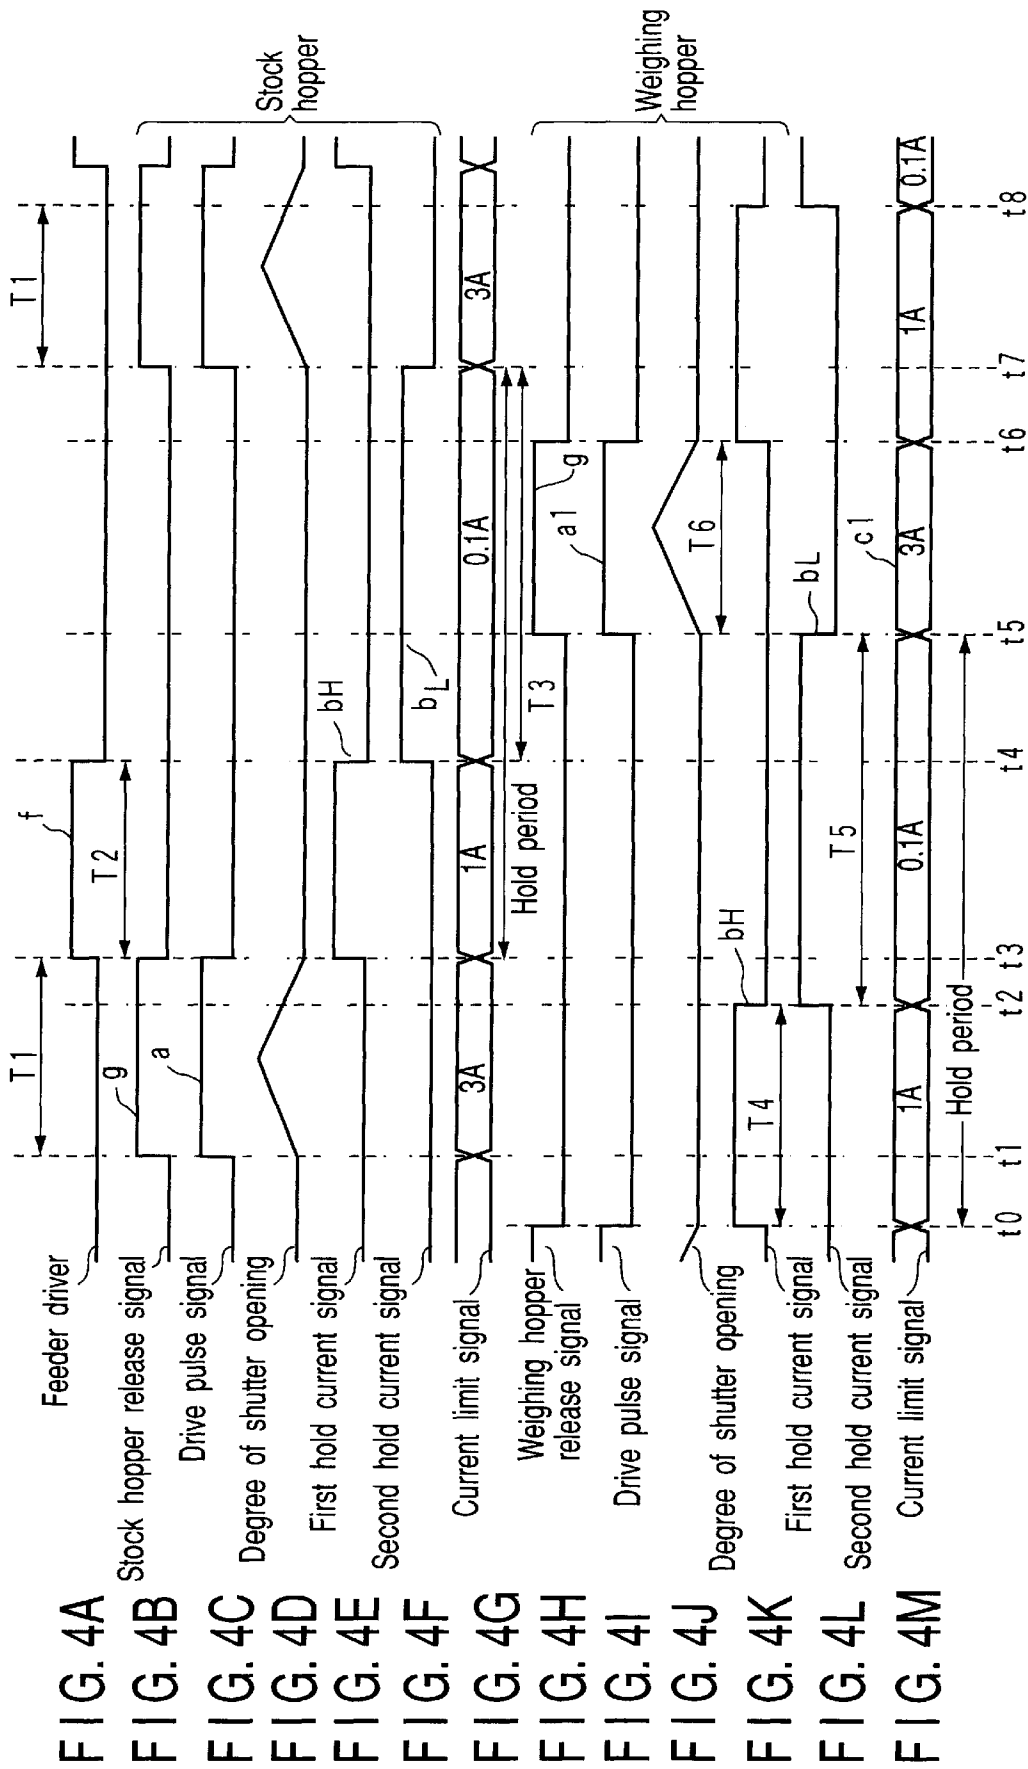 FIG. 4A
Feeder driver
f
T1
T2
T1
FIG. 4B
Stock hopper release signal
g
FIG. 4C
Drive pulse signal
a
FIG. 4D
Degree of shutter opening
FIG. 4E
First hold current signal
bH
FIG. 4F
Second hold current signal
bL
Stock
hopper
FIG. 4G
Current limit signal
3A
1A
0.1A
3A
Hold period
T3
FIG. 4H
Weighing hopper
release signal
g
FIG. 4I
Drive pulse signal
a1
FIG. 4J
Degree of shutter opening
T6
FIG. 4K
First hold current signal
T4
bH
FIG. 4L
Second hold current signal
T5
bL
Weighing
hopper
FIG. 4M
Current limit signal
1A
0.1A
3A
c1
1A
0.1A
Hold period
t0
t1
t2
t3
t4
t5
t6
t7
t8